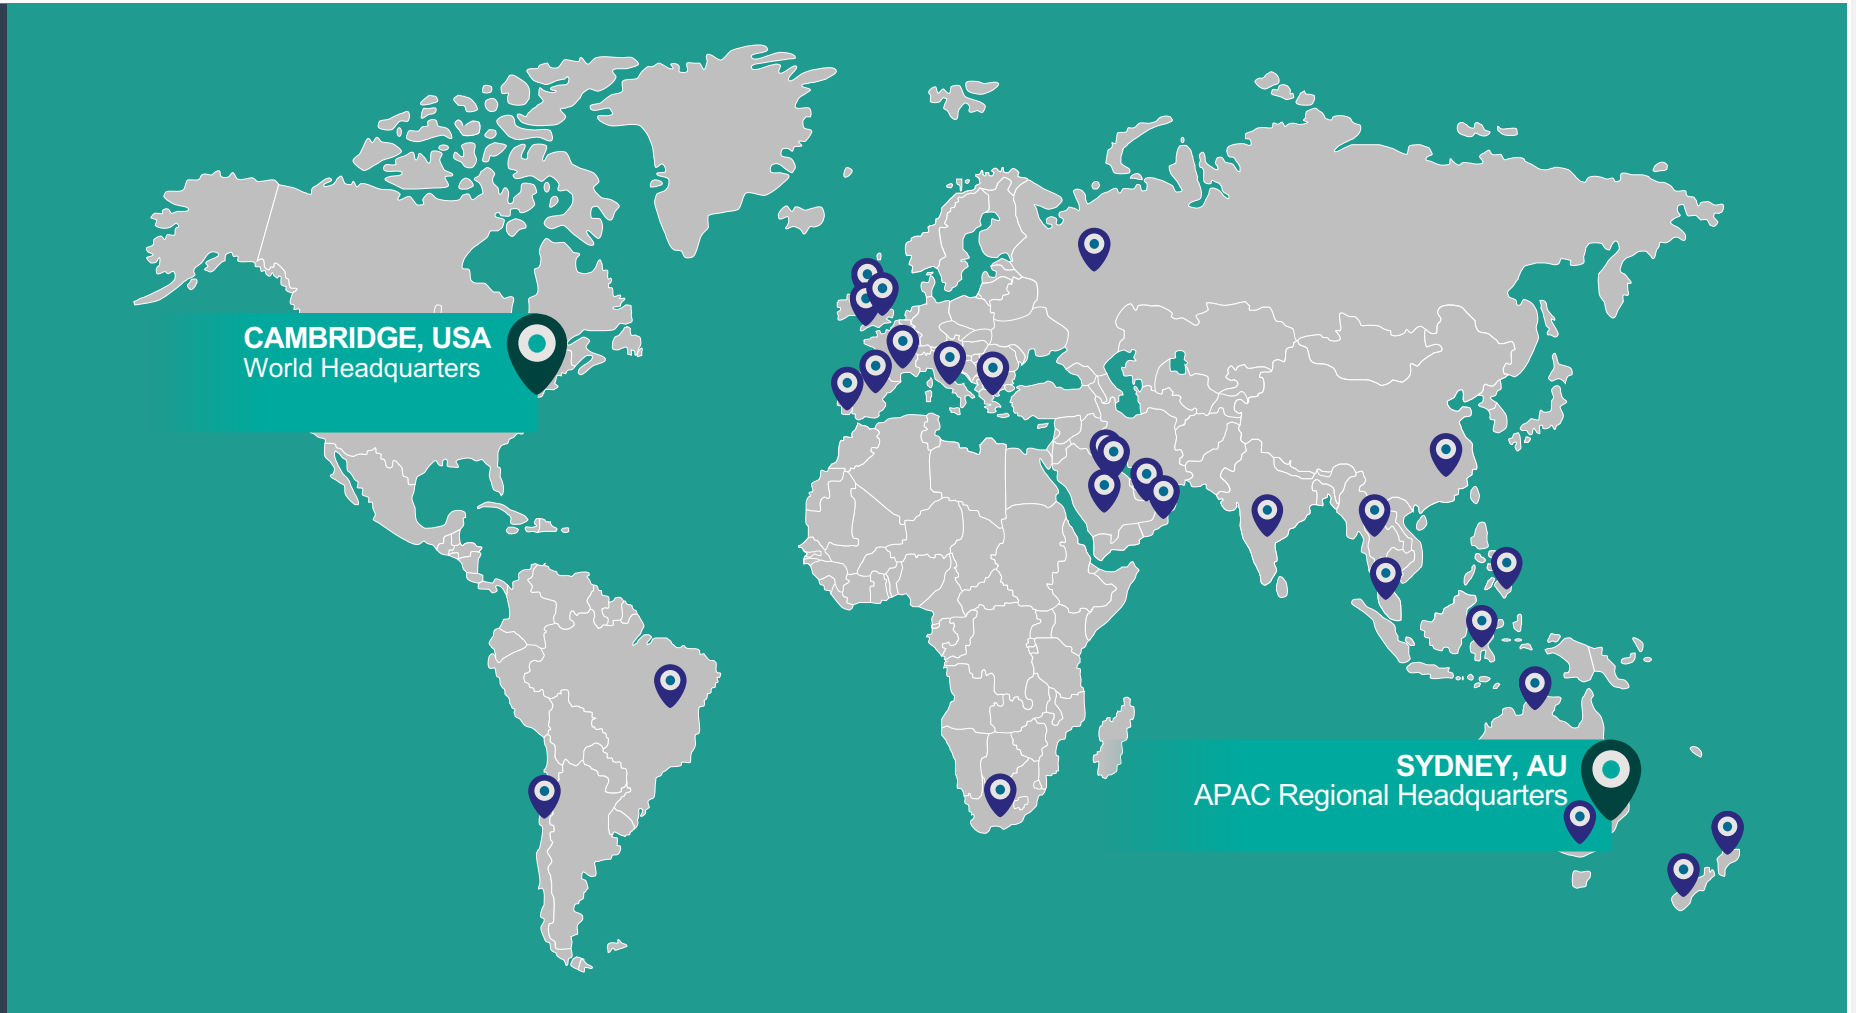 CAMBRIDGE, USA
World Headquarters
SYDNEY, AU
APAC Regional Headquarters